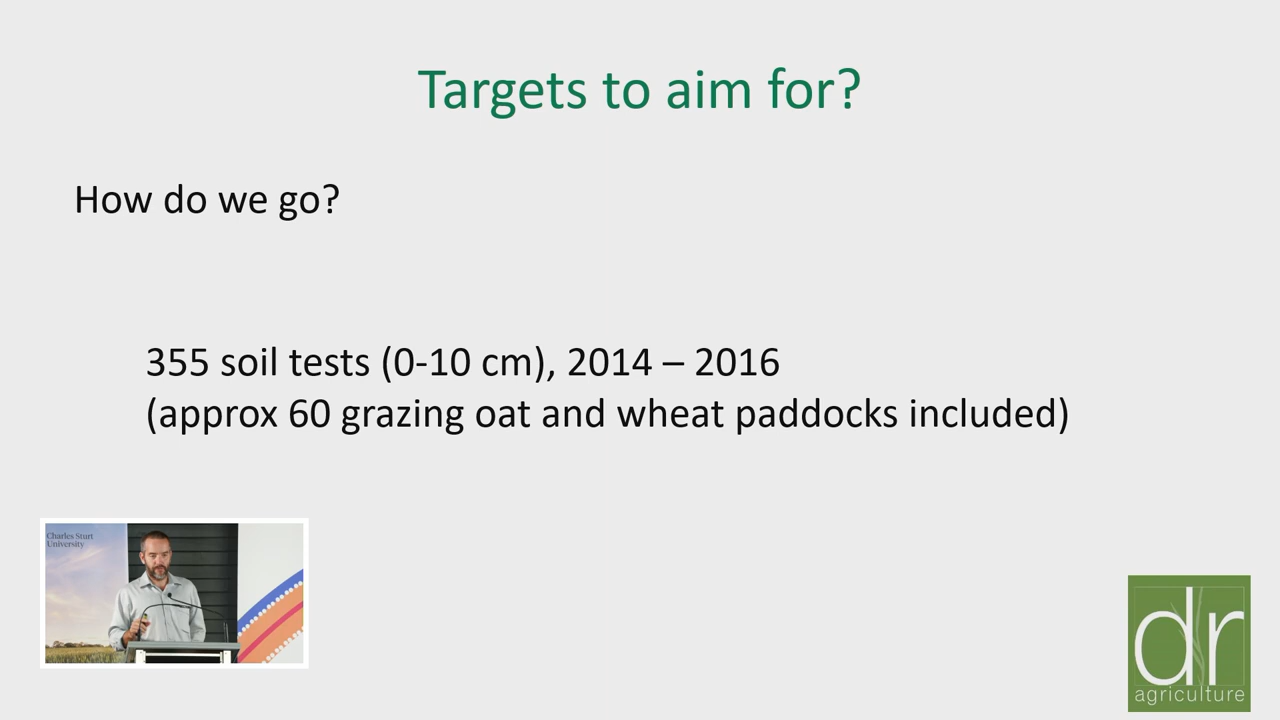 Targets to aim for?
How do we go?
355 soil tests (0-10 cm), 2014 – 2016
(approx 60 grazing oat and wheat paddocks included)
Charles Sturt
University
dr
agriculture